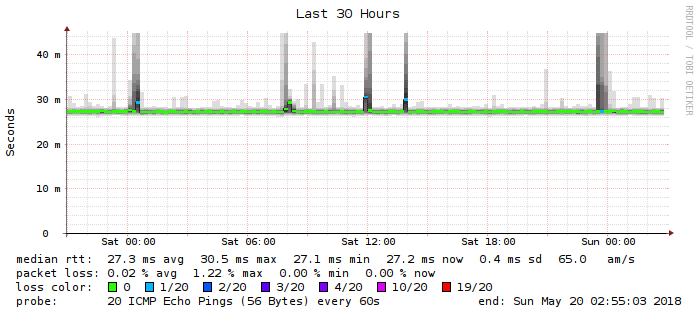 Last 30 Hours
RRDTOOL / TOBI OETIKER
Seconds
40 m
30 m
20 m
10 m
0
Sat 00:00 Sat 06:00 Sat 12:00 Sat 18:00 Sun 00:00
median rtt: 27.3 ms avg 30.5 ms max 27.1 ms min 27.2 ms now 0.4 ms sd 65.0 am/s
packet loss: 0.02 % avg 1.22 % max 0.00 % min 0.00 % now
loss color: 0 1/20 2/20 3/20 4/20 10/20 19/20
probe: 20 ICMP Echo Pings (56 Bytes) every 60s end: Sun May 20 02:55:03 2018